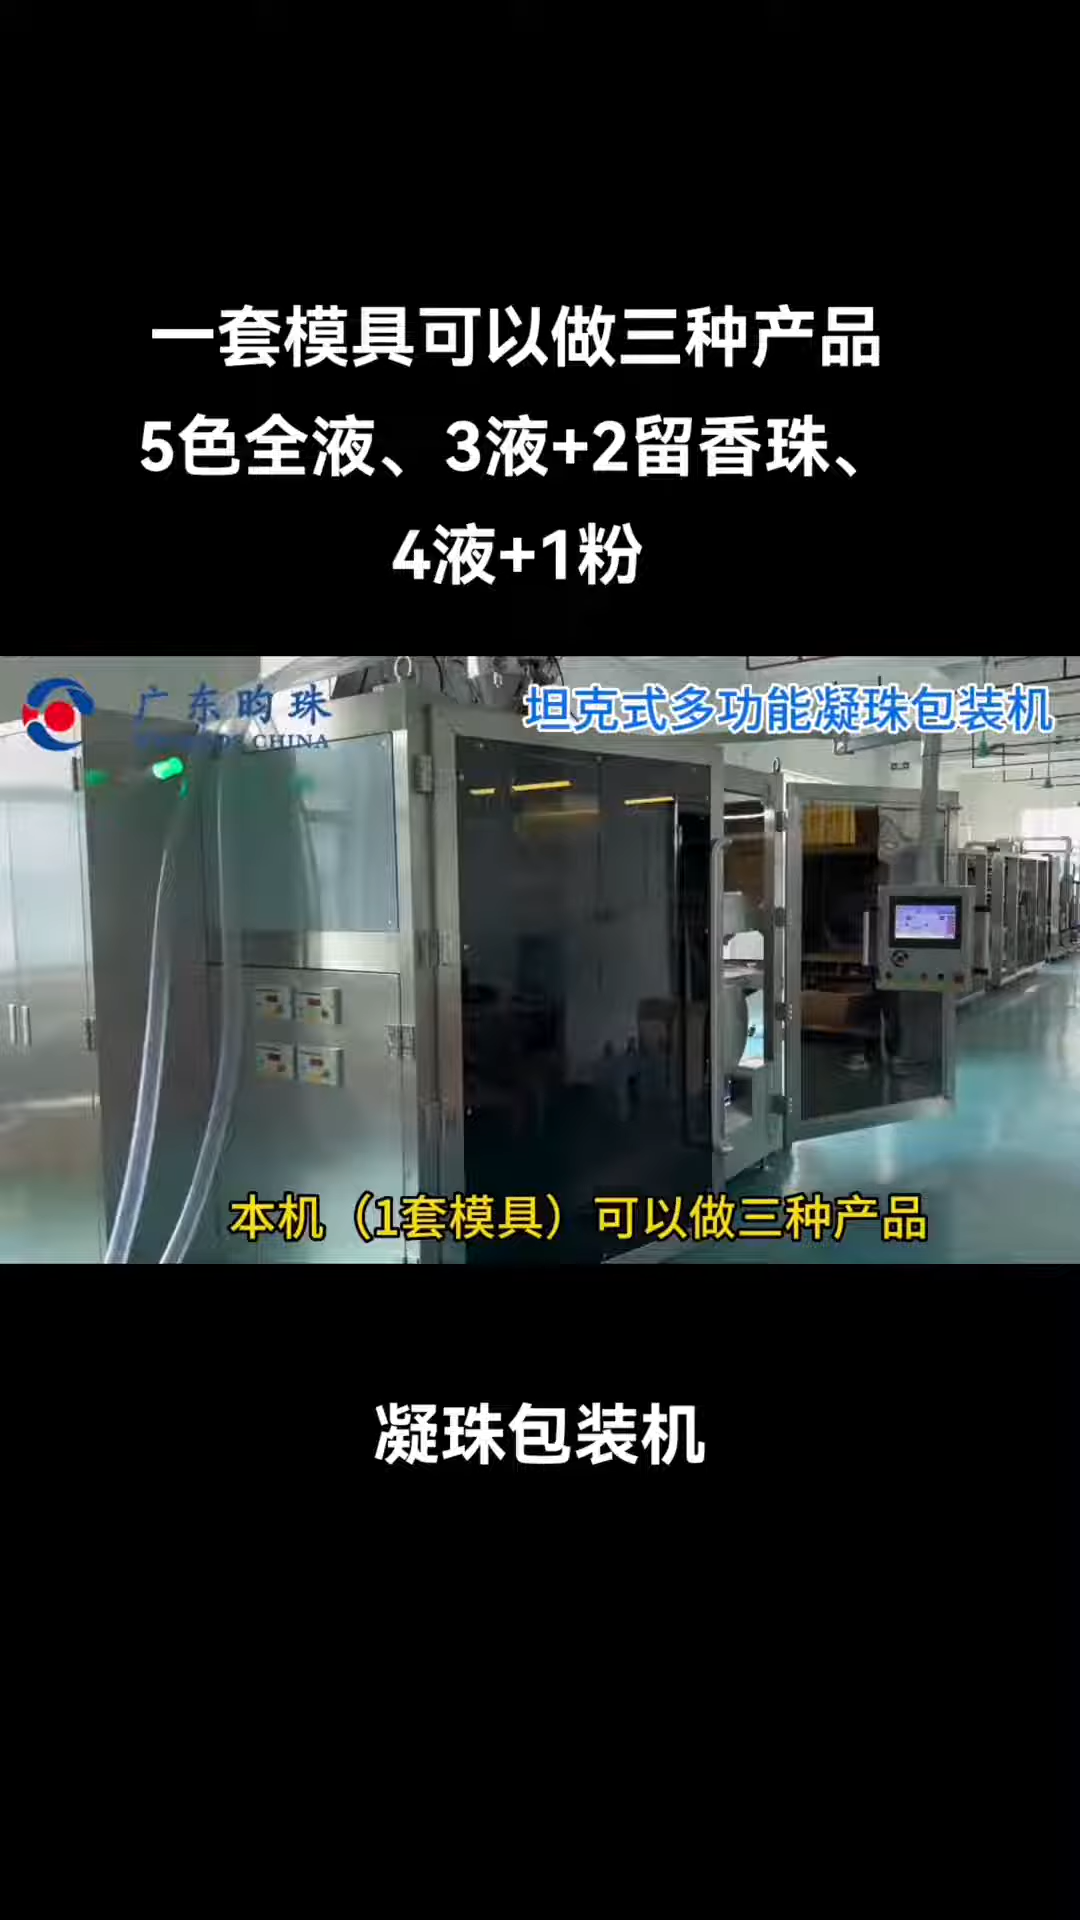 一套模具可以做三种产品
5色全液、3液+2留香珠、
4液+1粉
广东昀珠
CHINA
坦克式多功能凝珠包装机
本机（1套模具）可以做三种产品
凝珠包装机